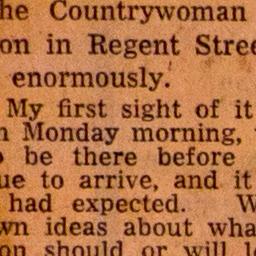 he Countrywoman
on in Regent Stree
enormously.
My first sight of it
n Monday morning,
be there before
ue to arrive, and it
had expected. W
wn ideas about wha
on should or will l